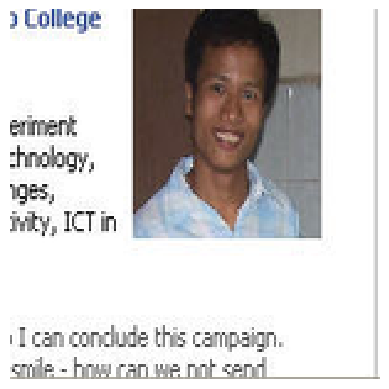 College
eriment
chnology,
nges,
ivity, ICT in
I can conclude this campaign.
smile - how can we not send